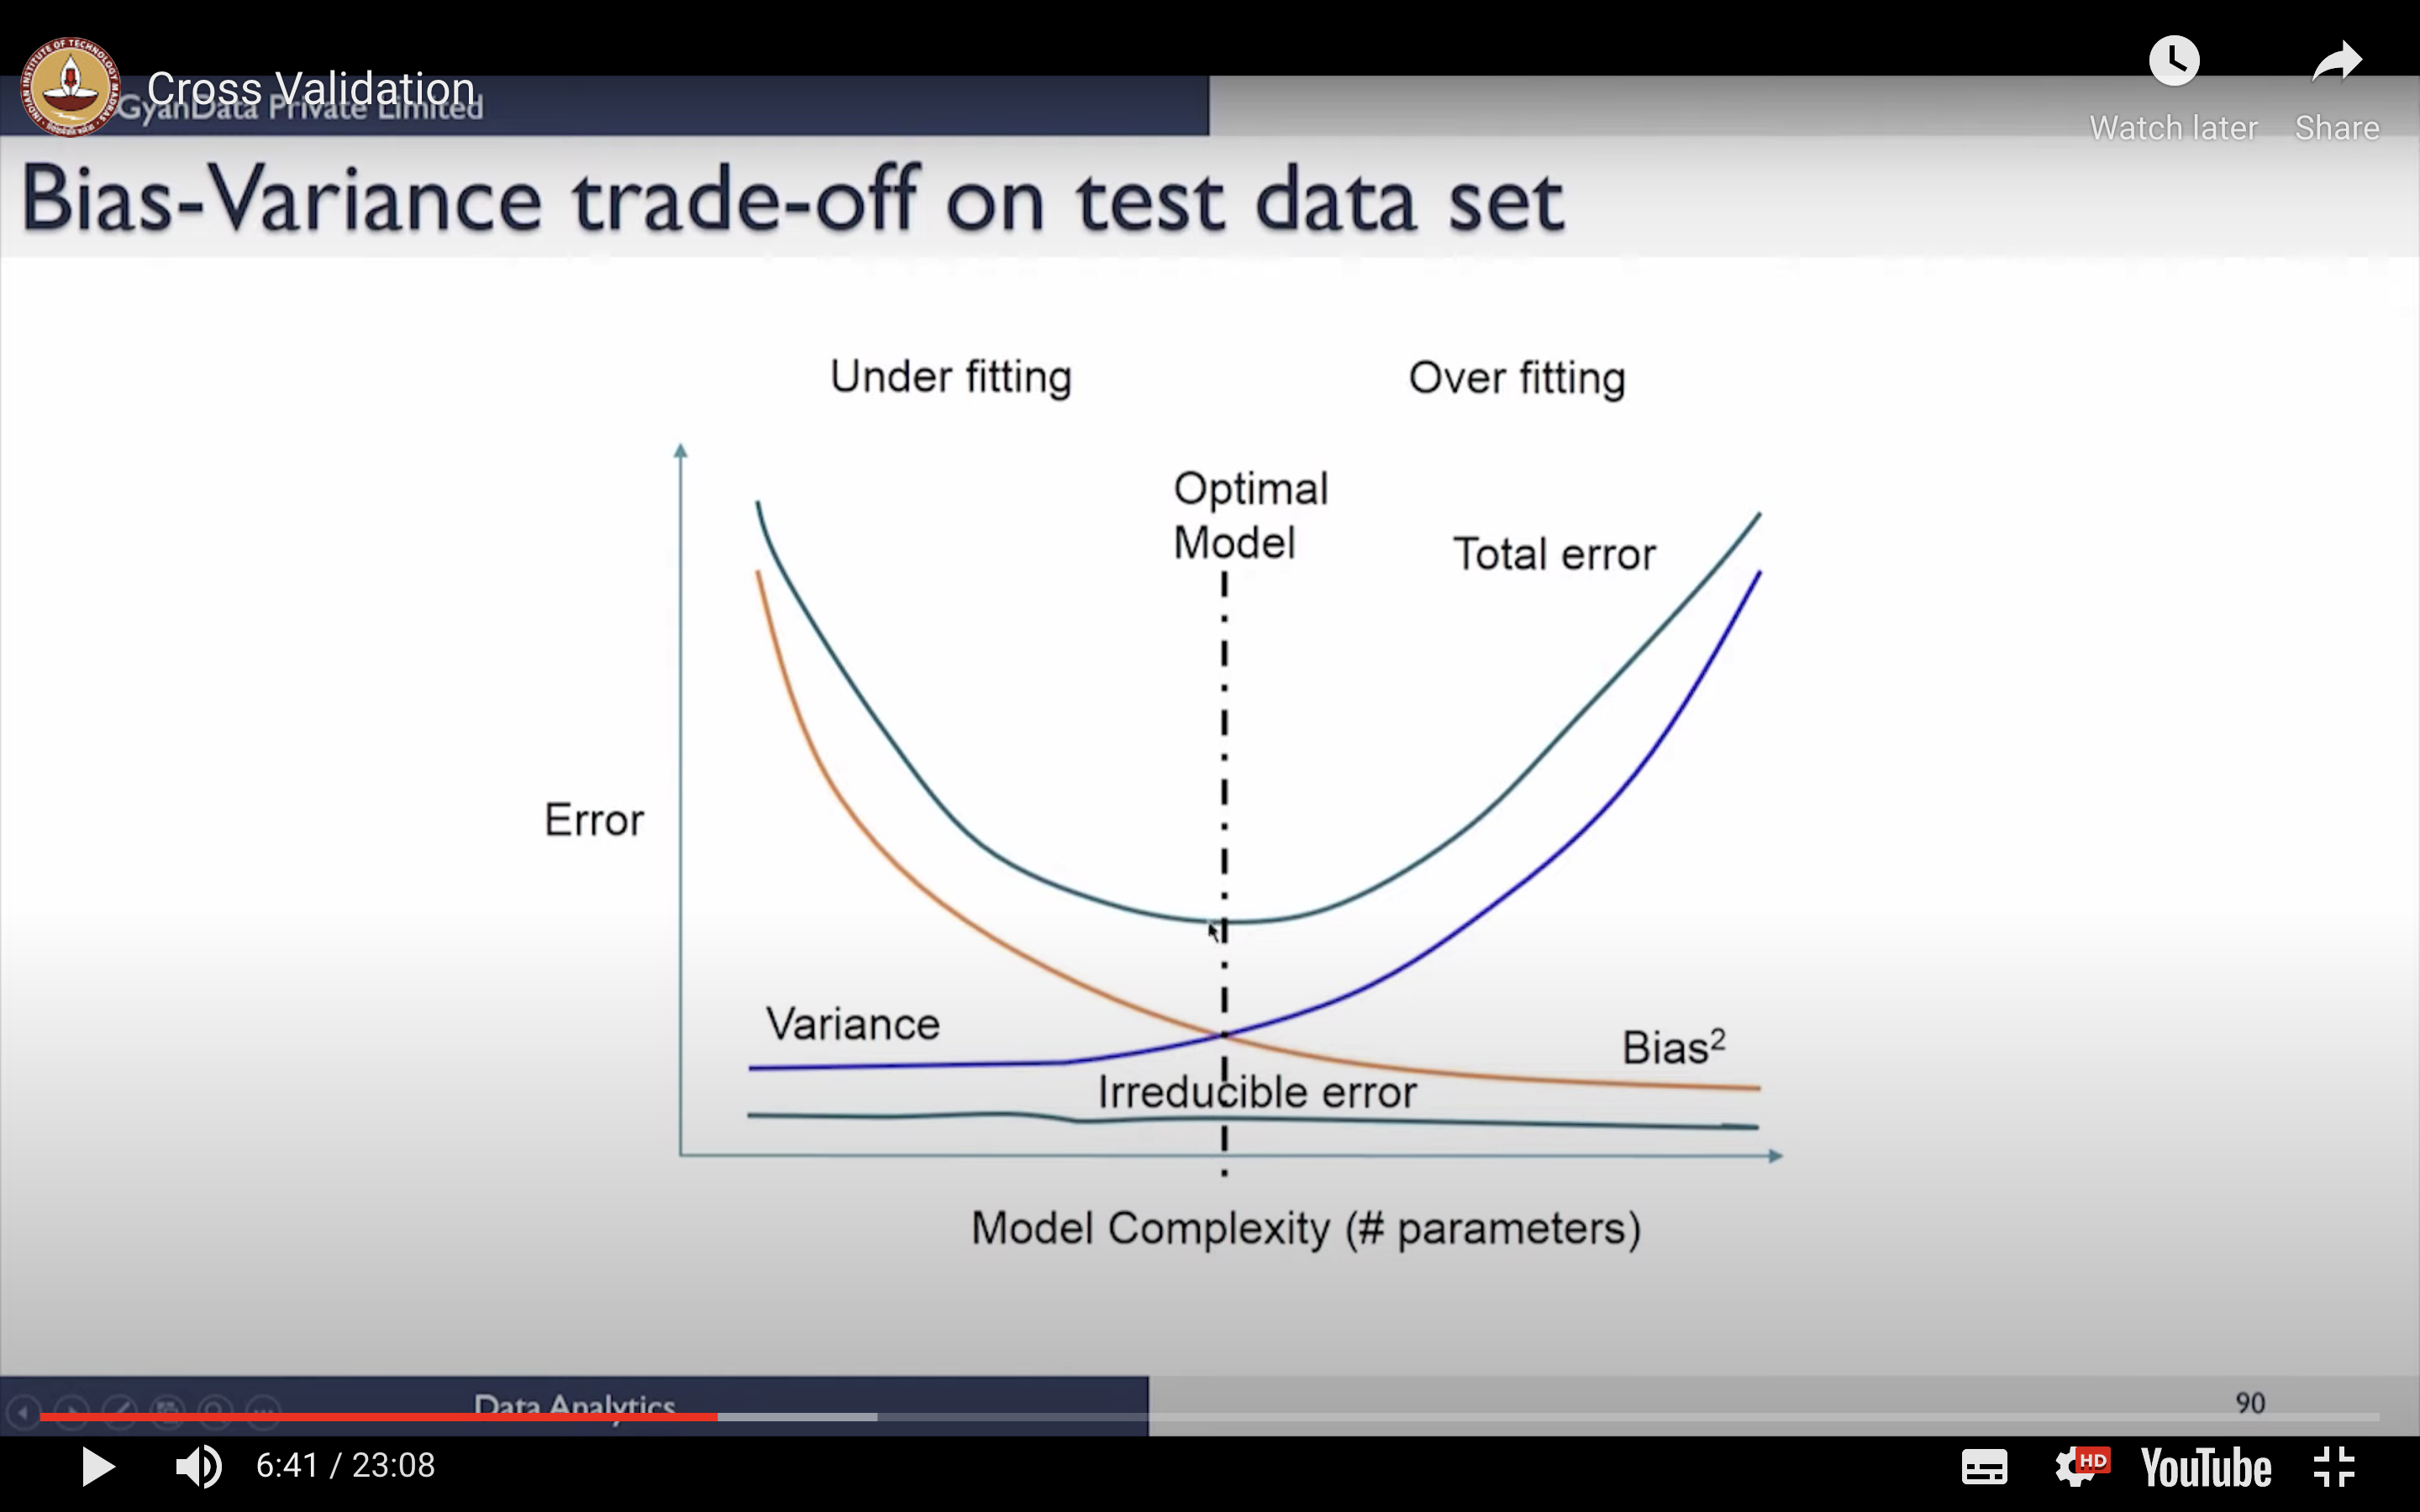 Cross Validation
GyanData Private Limited
Watch later
Share
Bias-Variance trade-off on test data set
Under fitting
Over fitting
Optimal
Model
Total error
Error
Variance
Bias²
Irreducible error
Model Complexity (# parameters)
Data Analytics
90
6:41 / 23:08
HD
YouTube